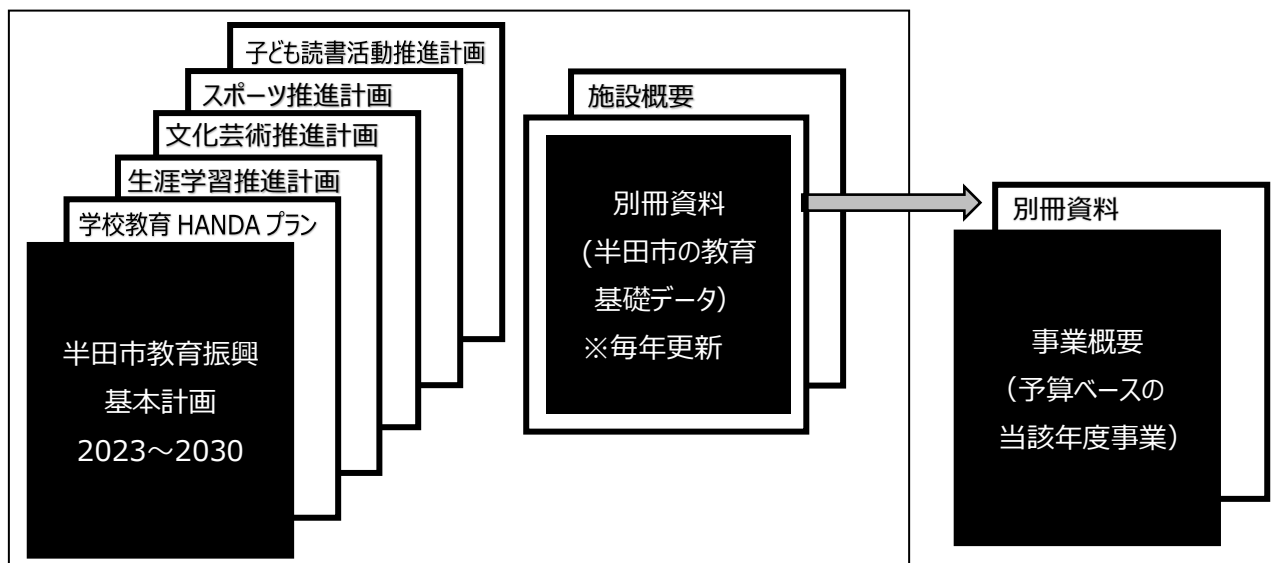 子ども読書活動推進計画
スポーツ推進計画
文化芸術推進計画
生涯学習推進計画
学校教育 HANDA プラン
半田市教育振興
基本計画
2023～2030
施設概要
別冊資料
(半田市の教育
基礎データ)
※毎年更新
別冊資料
事業概要
（予算ベースの
当該年度事業）